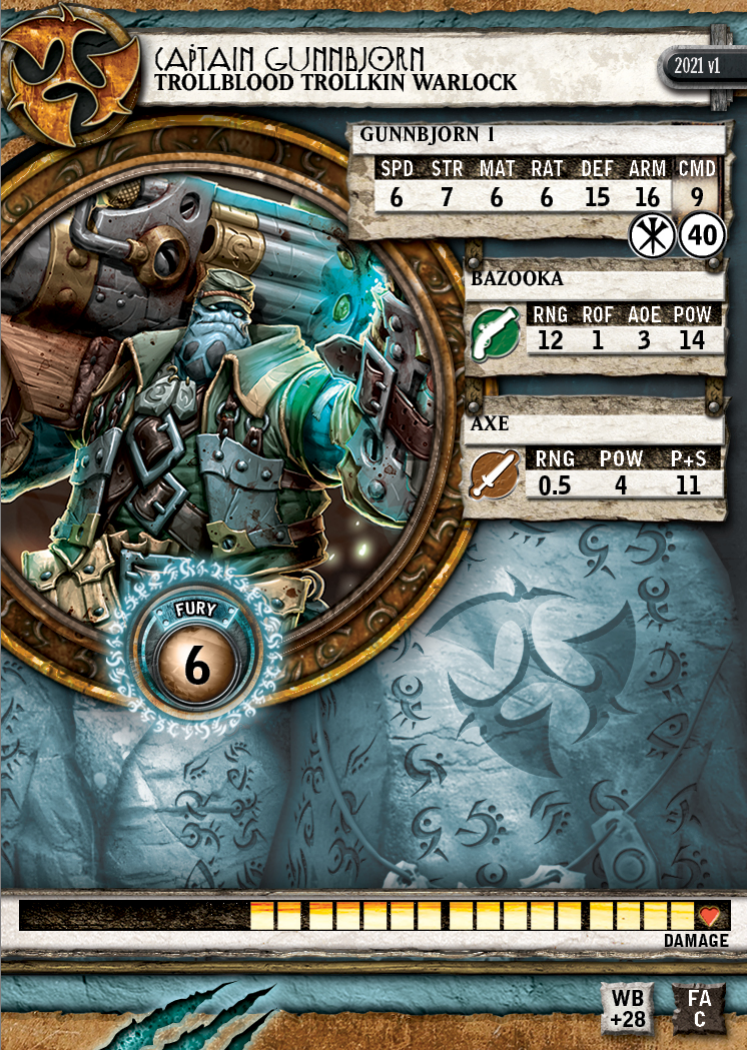 CAPTAIN GUNNBJORN
TROLLBLOOD TROLLKIN WARLOCK
2021 v1
GUNNBJORN 1
SPD STR MAT RAT DEF ARM CMD
6 7 6 6 15 16 9
40
BAZOOKA
RNG ROF AOE POW
12 1 3 14
AXE
RNG POW P+S
0.5 4 11
FURY
6
DAMAGE
WB FA
+28 C